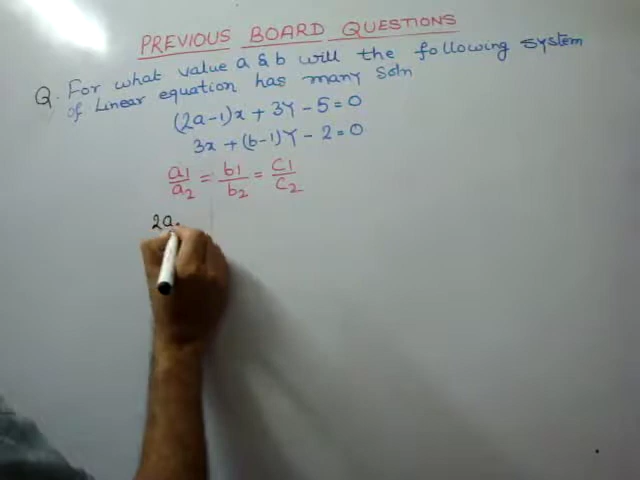 PREVIOUS BOARD QUESTIONS
Q. For what value a & b will the following system
of Linear equation has many soln
(2a-1)x + 3y - 5 = 0
3x + (b-1)y - 2 = 0
a1/a2 = b1/b2 = c1/c2
2a-